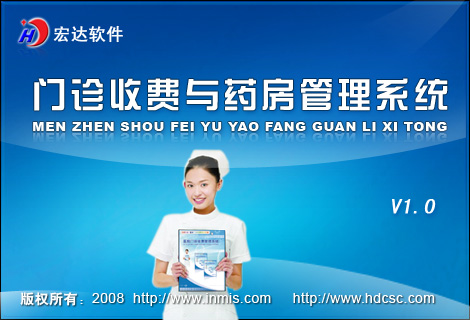 宏达软件
门诊收费与药房管理系统
MEN ZHEN SHOU FEI YU YAO FANG GUAN LI XI TONG
V1.0
版权所有：2008 http://www.inmis.com http://www.hdcsc.com